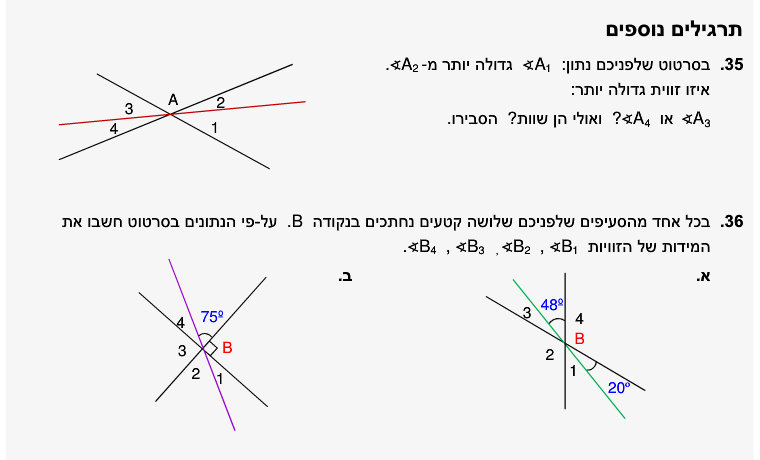 תרגילים נוספים
35. בסרטוט שלפניכם נתון: ∢A₁ גדולה יותר מ-∢A₂.
איזו זווית גדולה יותר:
∢A₃ או ∢A₄? ואולי הן שוות? הסבירו.
A
3
2
4
1
36. בכל אחד מהסעיפים שלפניכם שלושה קטעים נחתכים בנקודה B. על-פי הנתונים בסרטוט חשבו את
המידות של הזוויות ∢B₁ , ∢B₂ , ∢B₃ , ∢B₄.
א.
48º
3
4
B
2
1
20º
ב.
75º
4
3
B
2
1